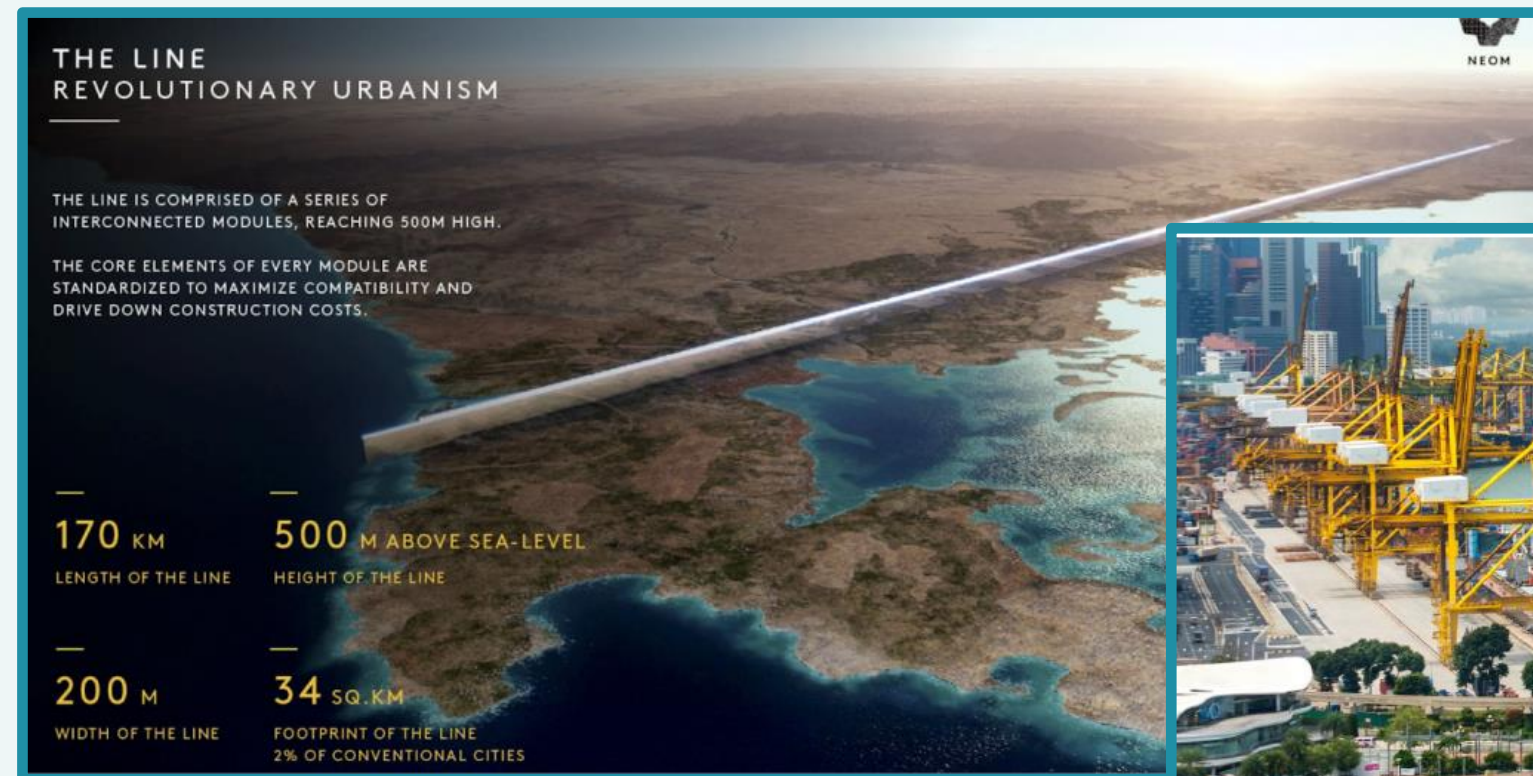 THE LINE
REVOLUTIONARY URBANISM
NEOM
THE LINE IS COMPRISED OF A SERIES OF
INTERCONNECTED MODULES, REACHING 500M HIGH.
THE CORE ELEMENTS OF EVERY MODULE ARE
STANDARDIZED TO MAXIMIZE COMPATIBILITY AND
DRIVE DOWN CONSTRUCTION COSTS.
170 KM
LENGTH OF THE LINE
500 M ABOVE SEA-LEVEL
HEIGHT OF THE LINE
200 M
WIDTH OF THE LINE
34 SQ.KM
FOOTPRINT OF THE LINE
2% OF CONVENTIONAL CITIES